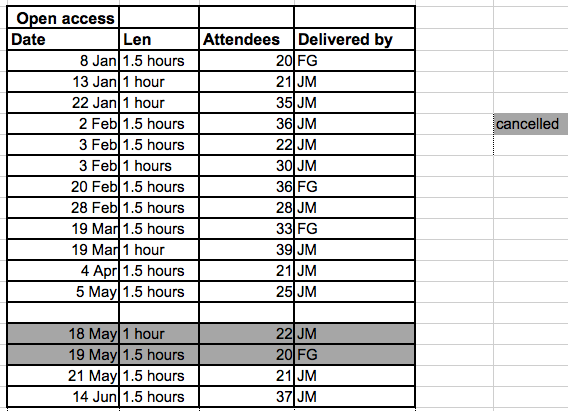 Open access
Date Len Attendees Delivered by
8 Jan 1.5 hours 20 FG
13 Jan 1 hour 21 JM
22 Jan 1 hour 35 JM
2 Feb 1.5 hours 36 JM cancelled
3 Feb 1.5 hours 22 JM
3 Feb 1 hours 30 JM
20 Feb 1.5 hours 36 FG
28 Feb 1.5 hours 28 JM
19 Mar 1.5 hours 33 FG
19 Mar 1 hour 39 JM
4 Apr 1.5 hours 21 JM
5 May 1.5 hours 25 JM
18 May 1 hour 22 JM
19 May 1.5 hours 20 FG
21 May 1.5 hours 21 JM
14 Jun 1.5 hours 37 JM